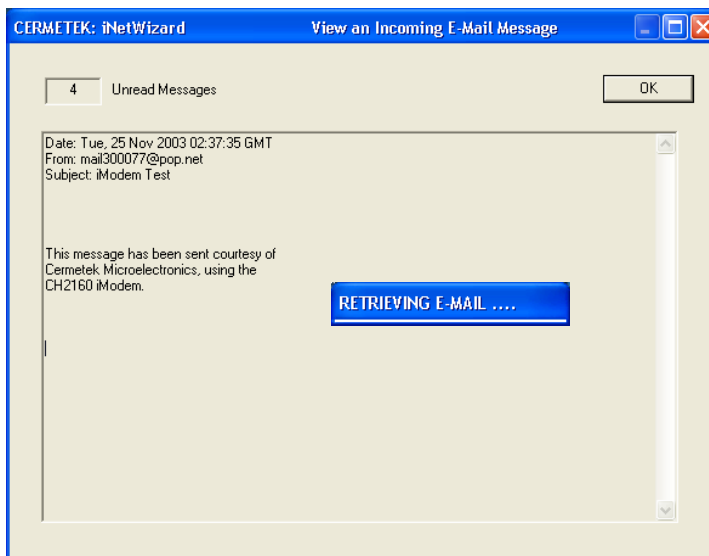 CERMETEK: iNetWizard View an Incoming E-Mail Message
4 Unread Messages OK
Date: Tue, 25 Nov 2003 02:37:35 GMT
From: mail300077@pop.net
Subject: iModem Test
This message has been sent courtesy of
Cermetek Microelectronics, using the
CH2160 iModem.
RETRIEVING E-MAIL ....